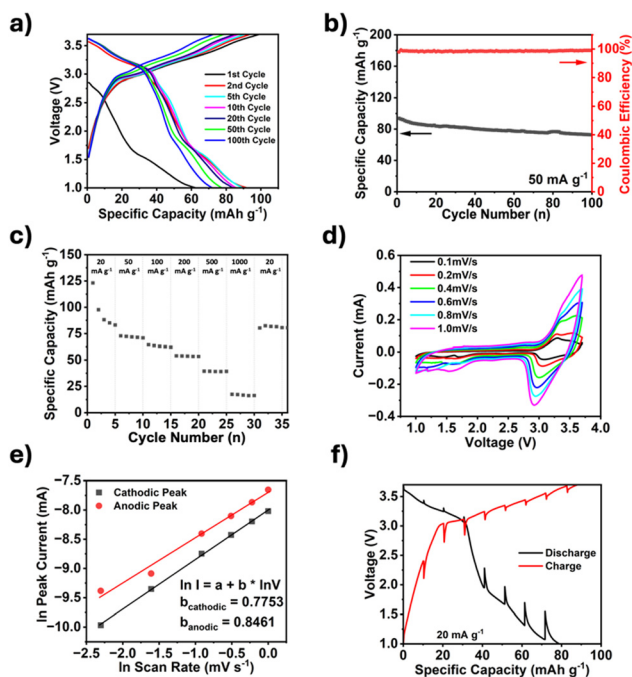 a)
Voltage (V)
3.5
3.0
2.5
2.0
1.5
1.0
1st Cycle
2nd Cycle
5th Cycle
10th Cycle
20th Cycle
50th Cycle
100th Cycle
0 20 40 60 80 100 120
Specific Capacity (mAh g⁻¹)
b)
Specific Capacity (mAh g⁻¹)
200
160
120
80
40
0
50 mA g⁻¹
0 20 40 60 80 100
Cycle Number (n)
100
80
60
40
20
0
Coulombic Efficiency (%)
c)
Specific Capacity (mAh g⁻¹)
150
125
100
75
50
25
0
20 50 100 200 500 1000 20
mA g⁻¹ mA g⁻¹ mA g⁻¹ mA g⁻¹ mA g⁻¹ mA g⁻¹ mA g⁻¹
0 5 10 15 20 25 30 35
Cycle Number (n)
d)
Current (mA)
0.6
0.4
0.2
0.0
−0.2
−0.4
0.1mV/s
0.2mV/s
0.4mV/s
0.6mV/s
0.8mV/s
1.0mV/s
1.0 1.5 2.0 2.5 3.0 3.5 4.0
Voltage (V)
e)
ln Peak Current (mA)
−7.5
−8.0
−8.5
−9.0
−9.5
−10.0
Cathodic Peak
Anodic Peak
ln I = a + b * lnV
b cathodic = 0.7753
b anodic = 0.8461
−2.5 −2.0 −1.5 −1.0 −0.5 0.0
ln Scan Rate (mV s⁻¹)
f)
Voltage (V)
3.5
3.0
2.5
2.0
1.5
1.0
Discharge
Charge
20 mA g⁻¹
0 20 40 60 80 100
Specific Capacity (mAh g⁻¹)